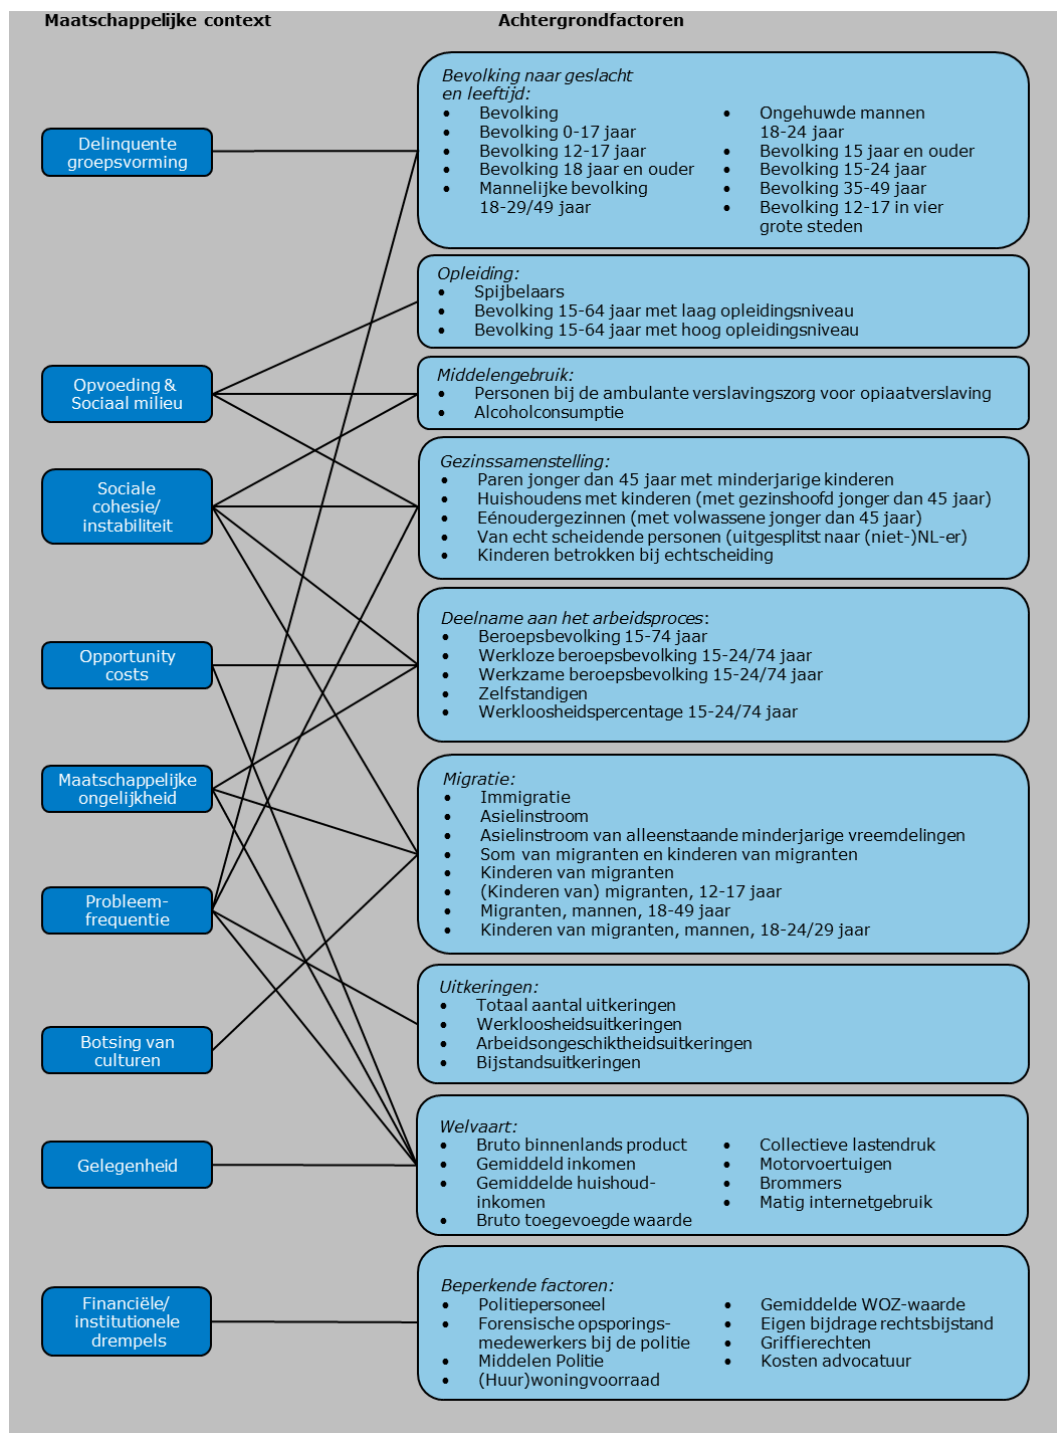 Maatschappelijke context
Achtergrondfactoren
Delinquente
groepsvorming
Opvoeding &
Sociaal milieu
Sociale
cohesie/
instabiliteit
Opportunity
costs
Maatschappelijke
ongelijkheid
Probleem-
frequentie
Botsing van
culturen
Gelegenheid
Financiële/
institutionele
drempels
Bevolking naar geslacht
en leeftijd:
• Bevolking
• Bevolking 0-17 jaar
• Bevolking 12-17 jaar
• Bevolking 18 jaar en ouder
• Mannelijke bevolking
18-29/49 jaar
• Ongehuwde mannen
18-24 jaar
• Bevolking 15 jaar en ouder
• Bevolking 15-24 jaar
• Bevolking 35-49 jaar
• Bevolking 12-17 in vier
grote steden
Opleiding:
• Spijbelaars
• Bevolking 15-64 jaar met laag opleidingsniveau
• Bevolking 15-64 jaar met hoog opleidingsniveau
Middelengebruik:
• Personen bij de ambulante verslavingszorg voor opiaatverslaving
• Alcoholconsumptie
Gezinssamenstelling:
• Paren jonger dan 45 jaar met minderjarige kinderen
• Huishoudens met kinderen (met gezinshoofd jonger dan 45 jaar)
• Eénoudergezinnen (met volwassene jonger dan 45 jaar)
• Van echt scheidende personen (uitgesplitst naar (niet-)NL-er)
• Kinderen betrokken bij echtscheiding
Deelname aan het arbeidsproces:
• Beroepsbevolking 15-74 jaar
• Werkloze beroepsbevolking 15-24/74 jaar
• Werkzame beroepsbevolking 15-24/74 jaar
• Zelfstandigen
• Werkloosheidspercentage 15-24/74 jaar
Migratie:
• Immigratie
• Asielinstroom
• Asielinstroom van alleenstaande minderjarige vreemdelingen
• Som van migranten en kinderen van migranten
• Kinderen van migranten
• (Kinderen van) migranten, 12-17 jaar
• Migranten, mannen, 18-49 jaar
• Kinderen van migranten, mannen, 18-24/29 jaar
Uitkeringen:
• Totaal aantal uitkeringen
• Werkloosheidsuitkeringen
• Arbeidsongeschiktheidsuitkeringen
• Bijstandsuitkeringen
Welvaart:
• Bruto binnenlands product
• Gemiddeld inkomen
• Gemiddelde huishoud-
inkomen
• Bruto toegevoegde waarde
• Collectieve lastendruk
• Motorvoertuigen
• Brommers
• Matig internetgebruik
Beperkende factoren:
• Politiepersoneel
• Forensische opsporings-
medewerkers bij de politie
• Middelen Politie
• (Huur)woningvoorraad
• Gemiddelde WOZ-waarde
• Eigen bijdrage rechtsbijstand
• Griffierechten
• Kosten advocatuur